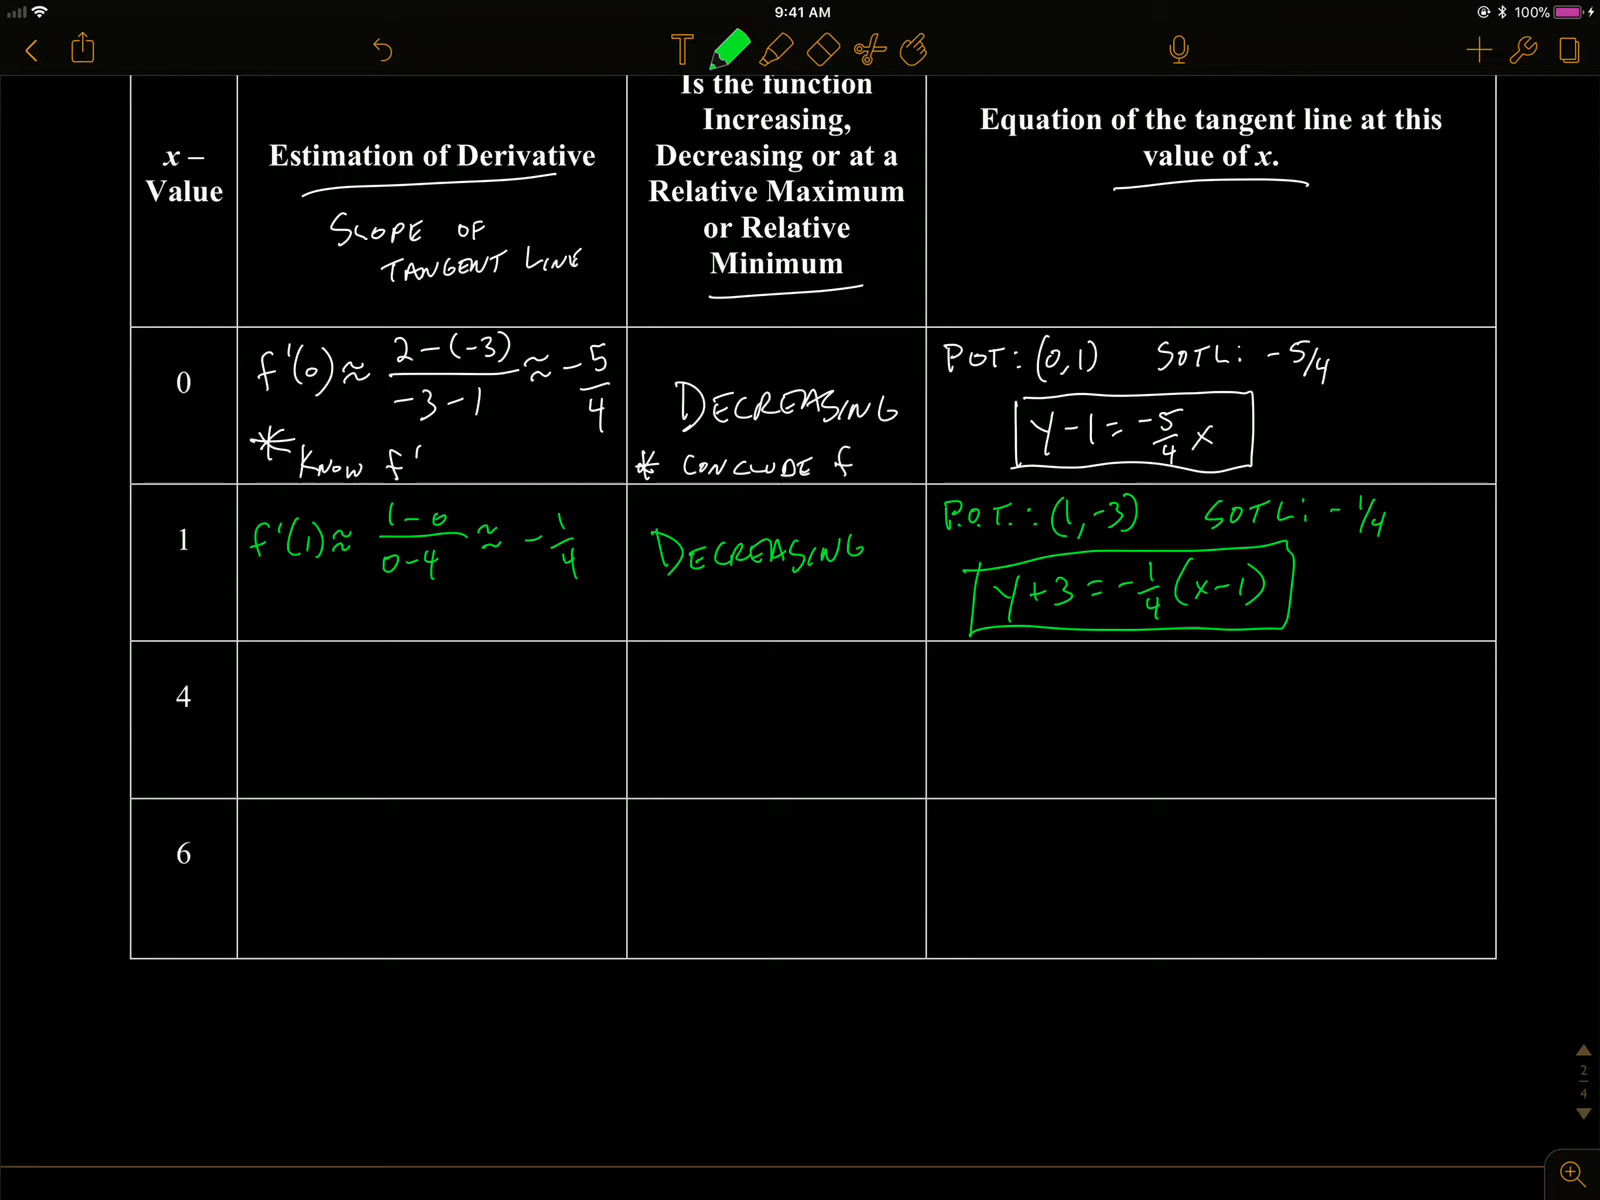 9:41 AM
100%
T
x –
Value
Estimation of Derivative
SLOPE OF
TANGENT LINE
Is the function
Increasing,
Decreasing or at a
Relative Maximum
or Relative
Minimum
Equation of the tangent line at this
value of x.
0
f'(0) ≈ 2-(-3) / -3-1 ≈ -5/4
* KNOW f'
DECREASING
* CONCLUDE f
POT: (0,1) SOTL: -5/4
y-1 = -5/4 x
1
f'(1) ≈ 1-0 / 0-4 ≈ -1/4
DECREASING
P.O.T.: (1,-3) SOTL: -1/4
y+3 = -1/4 (x-1)
4
6
2
4